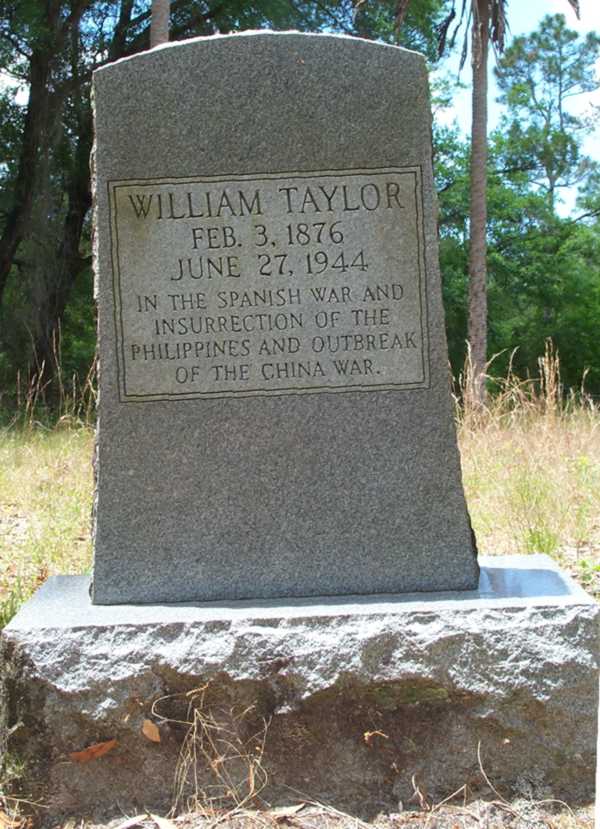 WILLIAM TAYLOR
FEB. 3, 1876
JUNE 27, 1944
IN THE SPANISH WAR AND
INSURRECTION OF THE
PHILIPPINES AND OUTBREAK
OF THE CHINA WAR.